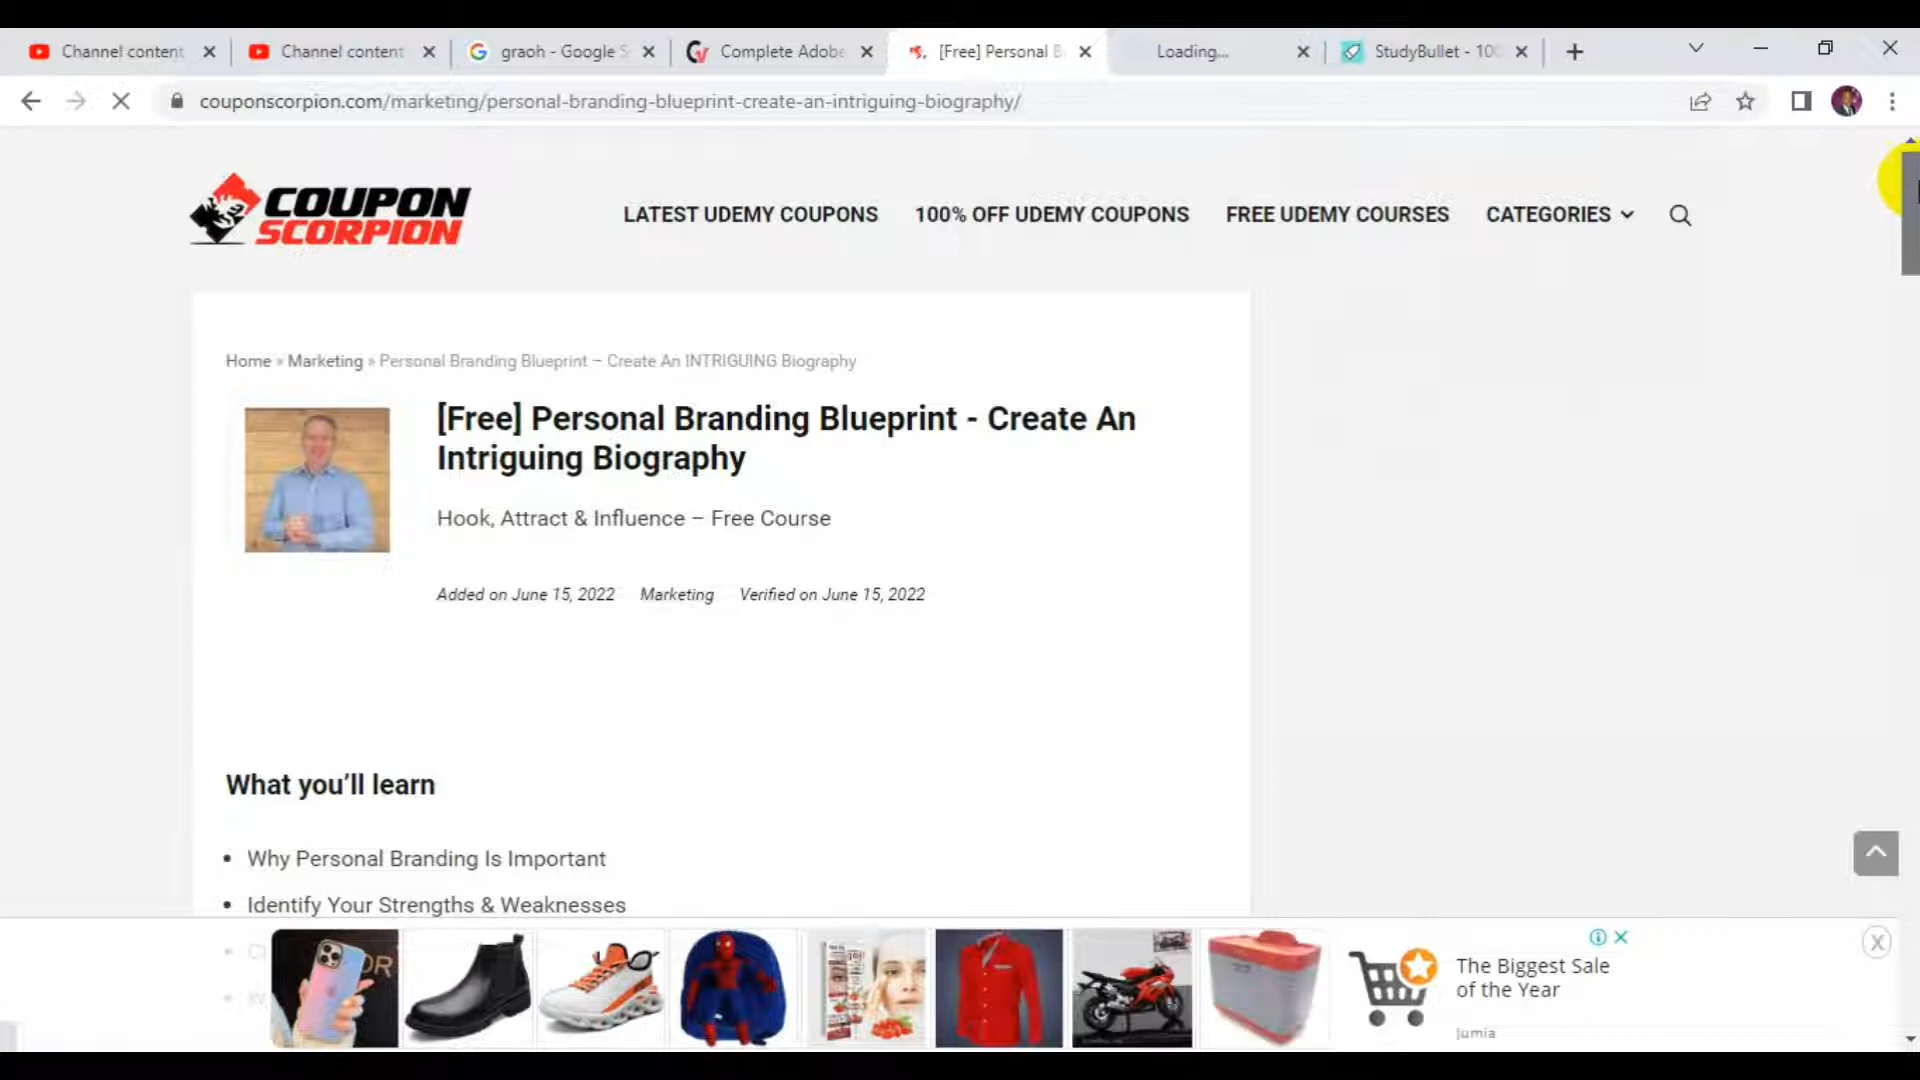 Channel content
Channel content
graoh - Google S
Complete Adobe
[Free] Personal B
Loading...
StudyBullet - 100
couponscorpion.com/marketing/personal-branding-blueprint-create-an-intriguing-biography/
COUPON
SCORPION
LATEST UDEMY COUPONS
100% OFF UDEMY COUPONS
FREE UDEMY COURSES
CATEGORIES
Home » Marketing » Personal Branding Blueprint – Create An INTRIGUING Biography
[Free] Personal Branding Blueprint - Create An
Intriguing Biography
Hook, Attract & Influence – Free Course
Added on June 15, 2022 Marketing Verified on June 15, 2022
What you’ll learn
• Why Personal Branding Is Important
• Identify Your Strengths & Weaknesses
The Biggest Sale
of the Year
Jumia
X